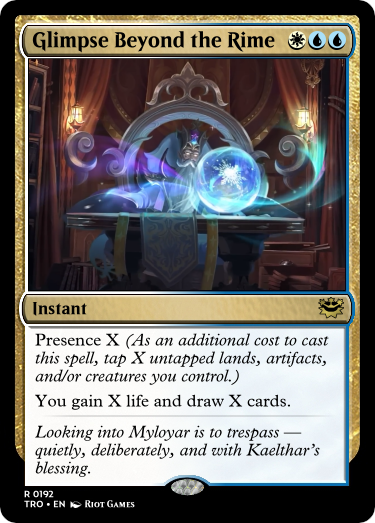 Glimpse Beyond the Rime
Instant
Presence X (As an additional cost to cast
this spell, tap X untapped lands, artifacts,
and/or creatures you control.)
You gain X life and draw X cards.
Looking into Myloyar is to trespass —
quietly, deliberately, and with Kaelthar's
blessing.
R 0192
TRO • EN Riot Games